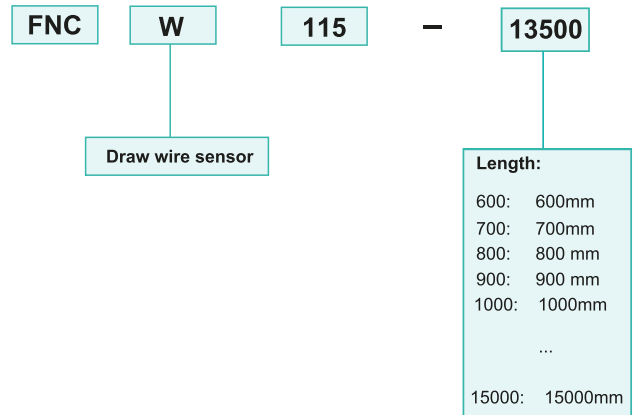 FNC W 115 – 13500
Draw wire sensor
Length:
600: 600mm
700: 700mm
800: 800 mm
900: 900 mm
1000: 1000mm
...
15000: 15000mm